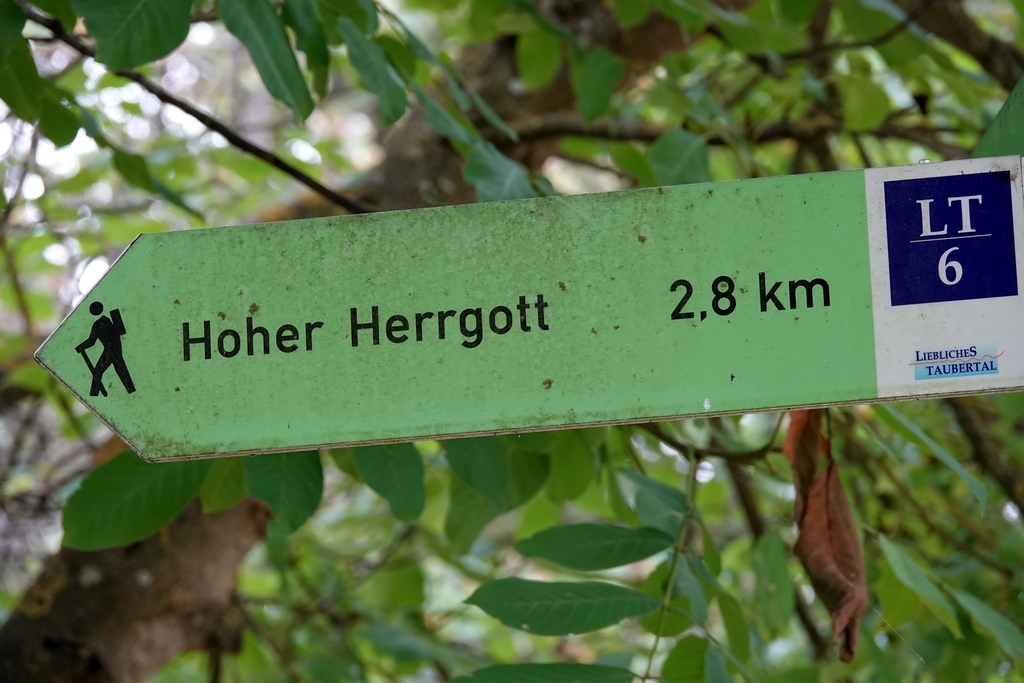 Hoher Herrgott 2,8 km
LT
6
LIEBLICHES
TAUBERTAL